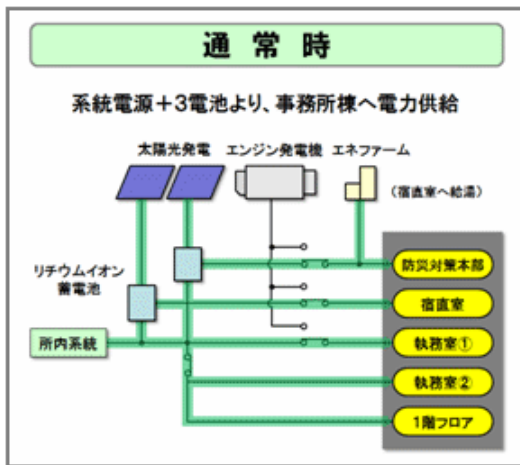 通常時
系統電源＋3電池より、事務所棟へ電力供給
太陽光発電
エンジン発電機
エネファーム
（宿直室へ給湯）
リチウムイオン
蓄電池
防災対策本部
宿直室
所内系統
執務室①
執務室②
1階フロア